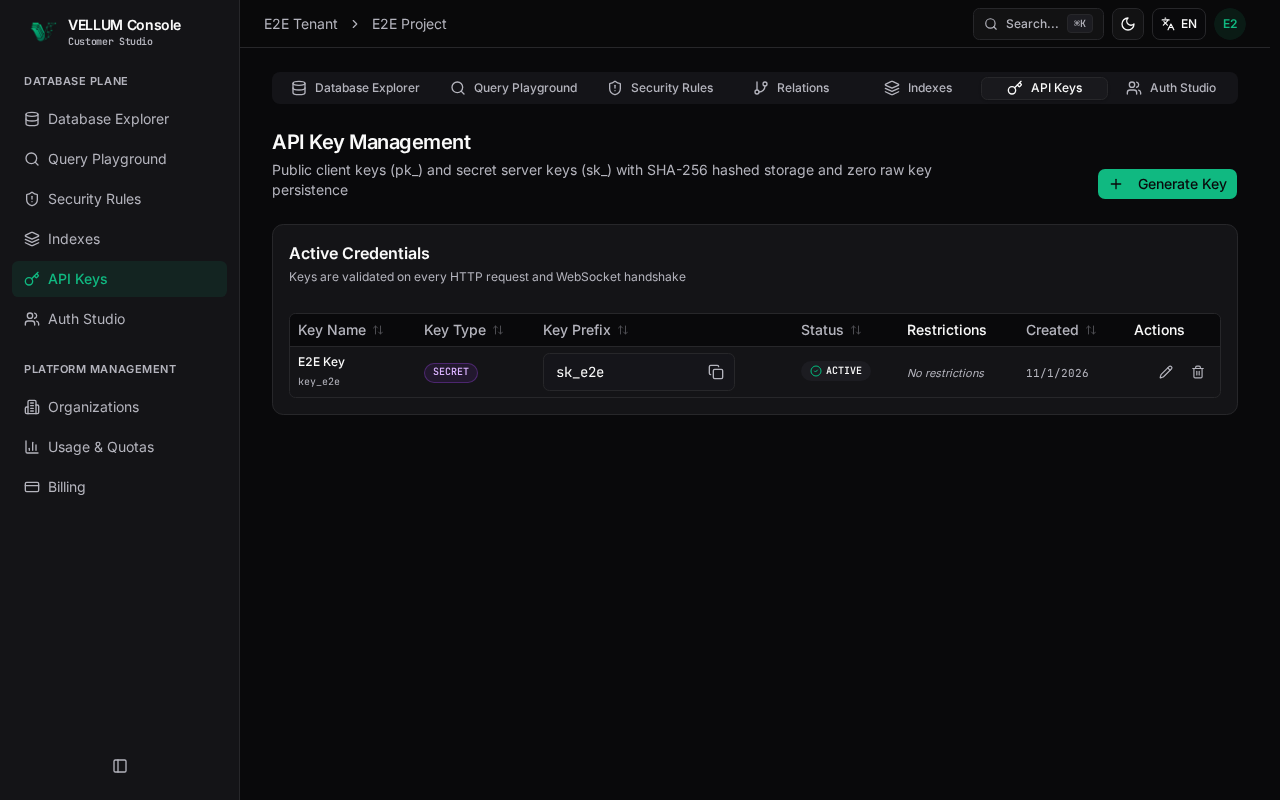 VELLUM Console
Customer Studio
DATABASE PLANE
Database Explorer
Query Playground
Security Rules
Indexes
API Keys
Auth Studio
PLATFORM MANAGEMENT
Organizations
Usage & Quotas
Billing
E2E Tenant > E2E Project
Search... ⌘K
EN
E2
Database Explorer
Query Playground
Security Rules
Relations
Indexes
API Keys
Auth Studio
API Key Management
Public client keys (pk_) and secret server keys (sk_) with SHA-256 hashed storage and zero raw key
persistence
Generate Key
Active Credentials
Keys are validated on every HTTP request and WebSocket handshake
Key Name Key Type Key Prefix Status Restrictions Created Actions
E2E Key
key_e2e
SECRET
sk_e2e
ACTIVE
No restrictions
11/1/2026